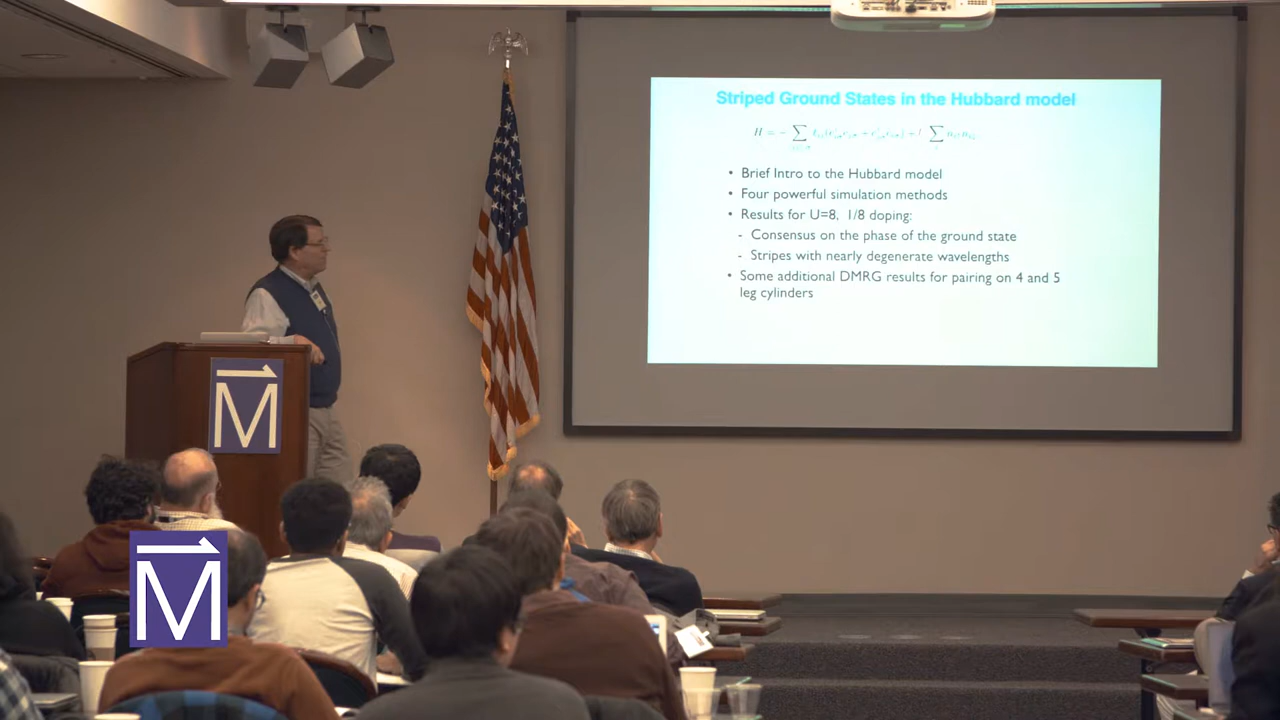 Striped Ground States in the Hubbard model
• Brief Intro to the Hubbard model
• Four powerful simulation methods
• Results for U=8, 1/8 doping:
- Consensus on the phase of the ground state
- Stripes with nearly degenerate wavelengths
• Some additional DMRG results for pairing on 4 and 5
leg cylinders
M
M